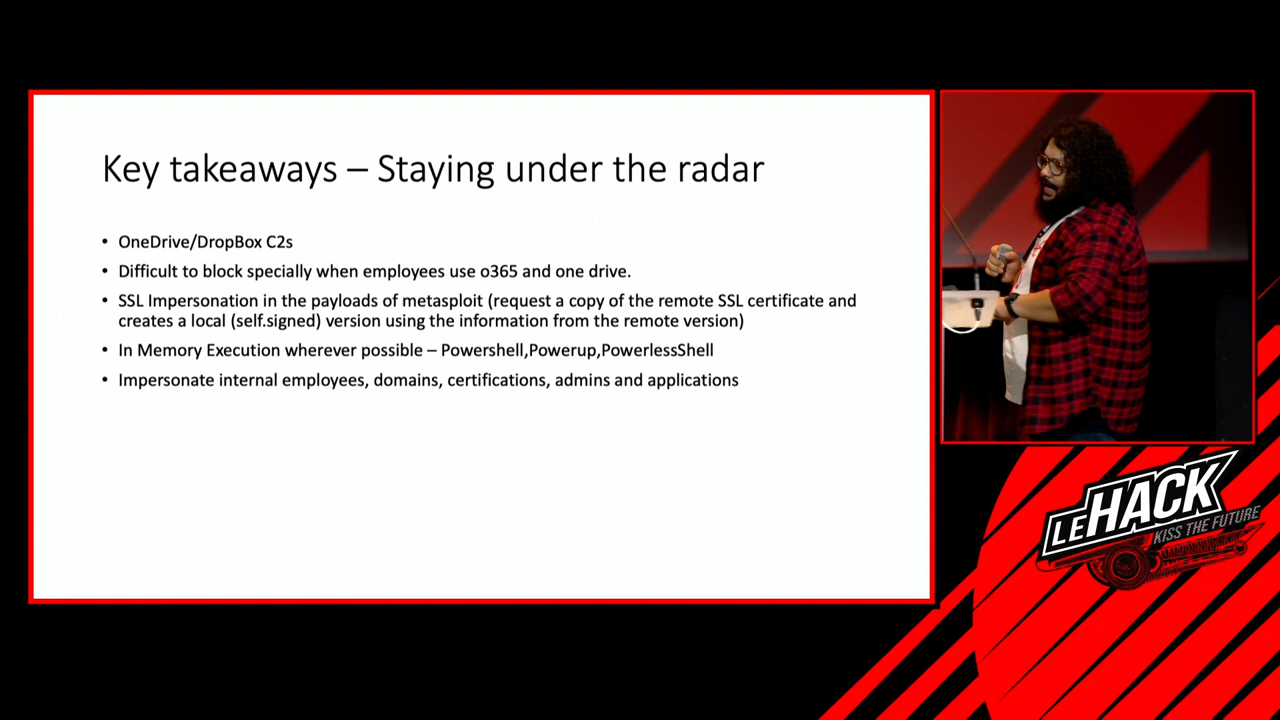 Key takeaways – Staying under the radar
• OneDrive/DropBox C2s
• Difficult to block specially when employees use o365 and one drive.
• SSL Impersonation in the payloads of metasploit (request a copy of the remote SSL certificate and
creates a local (self.signed) version using the information from the remote version)
• In Memory Execution wherever possible – Powershell,Powerup,PowerlessShell
• Impersonate internal employees, domains, certifications, admins and applications
LEHACK
KISS THE FUTURE